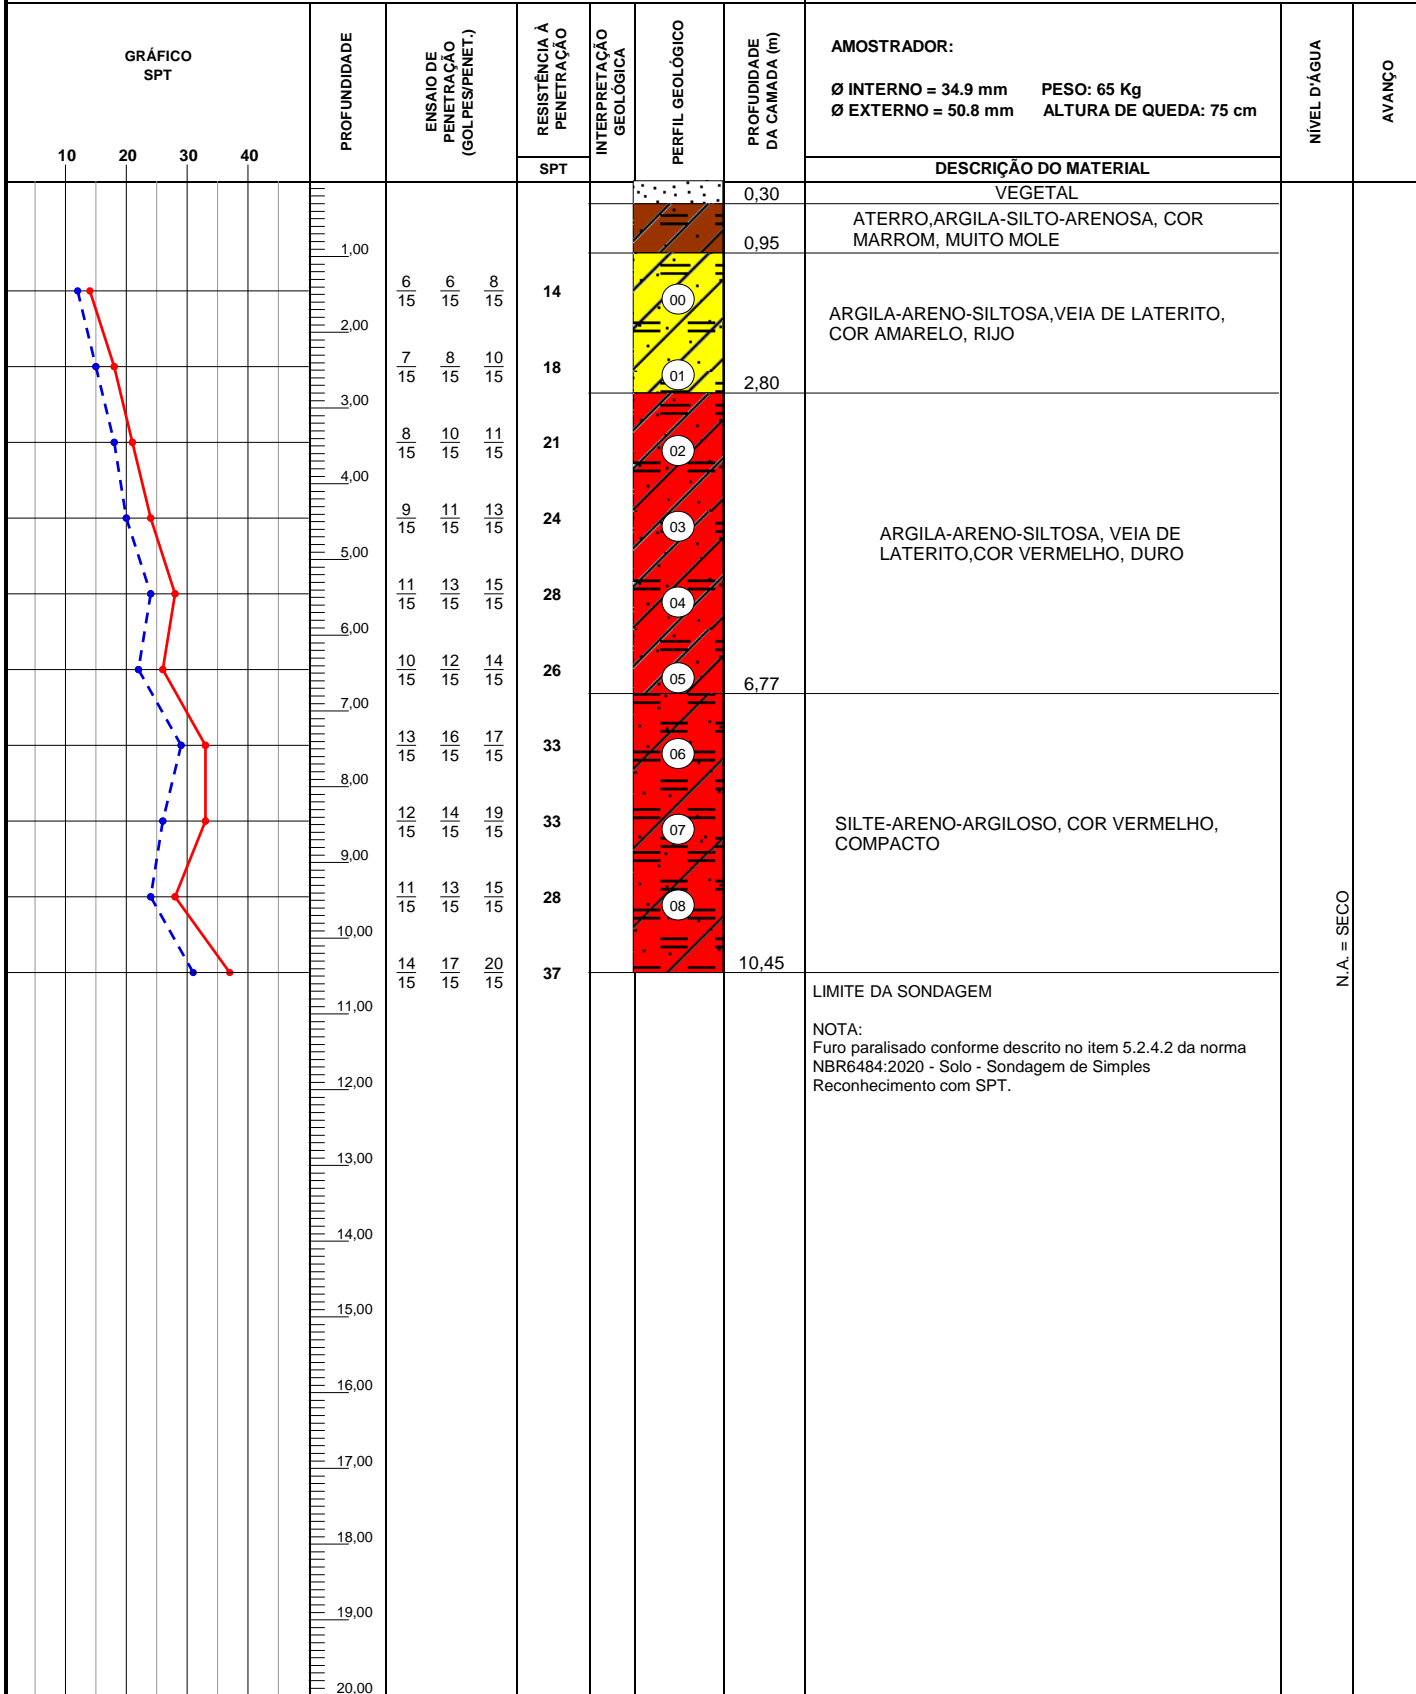 GRÁFICO
SPT
10 20 30 40
PROFUNDIDADE
ENSAIO DE
PENETRAÇÃO
(GOLPES/PENET.)
RESISTÊNCIA À
PENETRAÇÃO
SPT
INTERPRETAÇÃO
GEOLÓGICA
PERFIL GEOLÓGICO
PROFUDIDADE
DA CAMADA (m)
AMOSTRADOR:
Ø INTERNO = 34.9 mm PESO: 65 Kg
Ø EXTERNO = 50.8 mm ALTURA DE QUEDA: 75 cm
DESCRIÇÃO DO MATERIAL
NÍVEL D'ÁGUA
AVANÇO
0,30 VEGETAL
ATERRO,ARGILA-SILTO-ARENOSA, COR
0,95 MARROM, MUITO MOLE
1,00
6/15 6/15 8/15 14 00
ARGILA-ARENO-SILTOSA,VEIA DE LATERITO,
COR AMARELO, RIJO
2,00
7/15 8/15 10/15 18 01
2,80
3,00
8/15 10/15 11/15 21 02
4,00
9/15 11/15 13/15 24 03
ARGILA-ARENO-SILTOSA, VEIA DE
LATERITO,COR VERMELHO, DURO
5,00
11/15 13/15 15/15 28 04
6,00
10/15 12/15 14/15 26 05
6,77
7,00
13/15 16/15 17/15 33 06
8,00
12/15 14/15 19/15 33 07
SILTE-ARENO-ARGILOSO, COR VERMELHO,
COMPACTO
9,00
11/15 13/15 15/15 28 08
10,00
N.A. = SECO
14/15 17/15 20/15 37
10,45
LIMITE DA SONDAGEM
11,00
NOTA:
Furo paralisado conforme descrito no item 5.2.4.2 da norma
NBR6484:2020 - Solo - Sondagem de Simples
Reconhecimento com SPT.
12,00
13,00
14,00
15,00
16,00
17,00
18,00
19,00
20,00